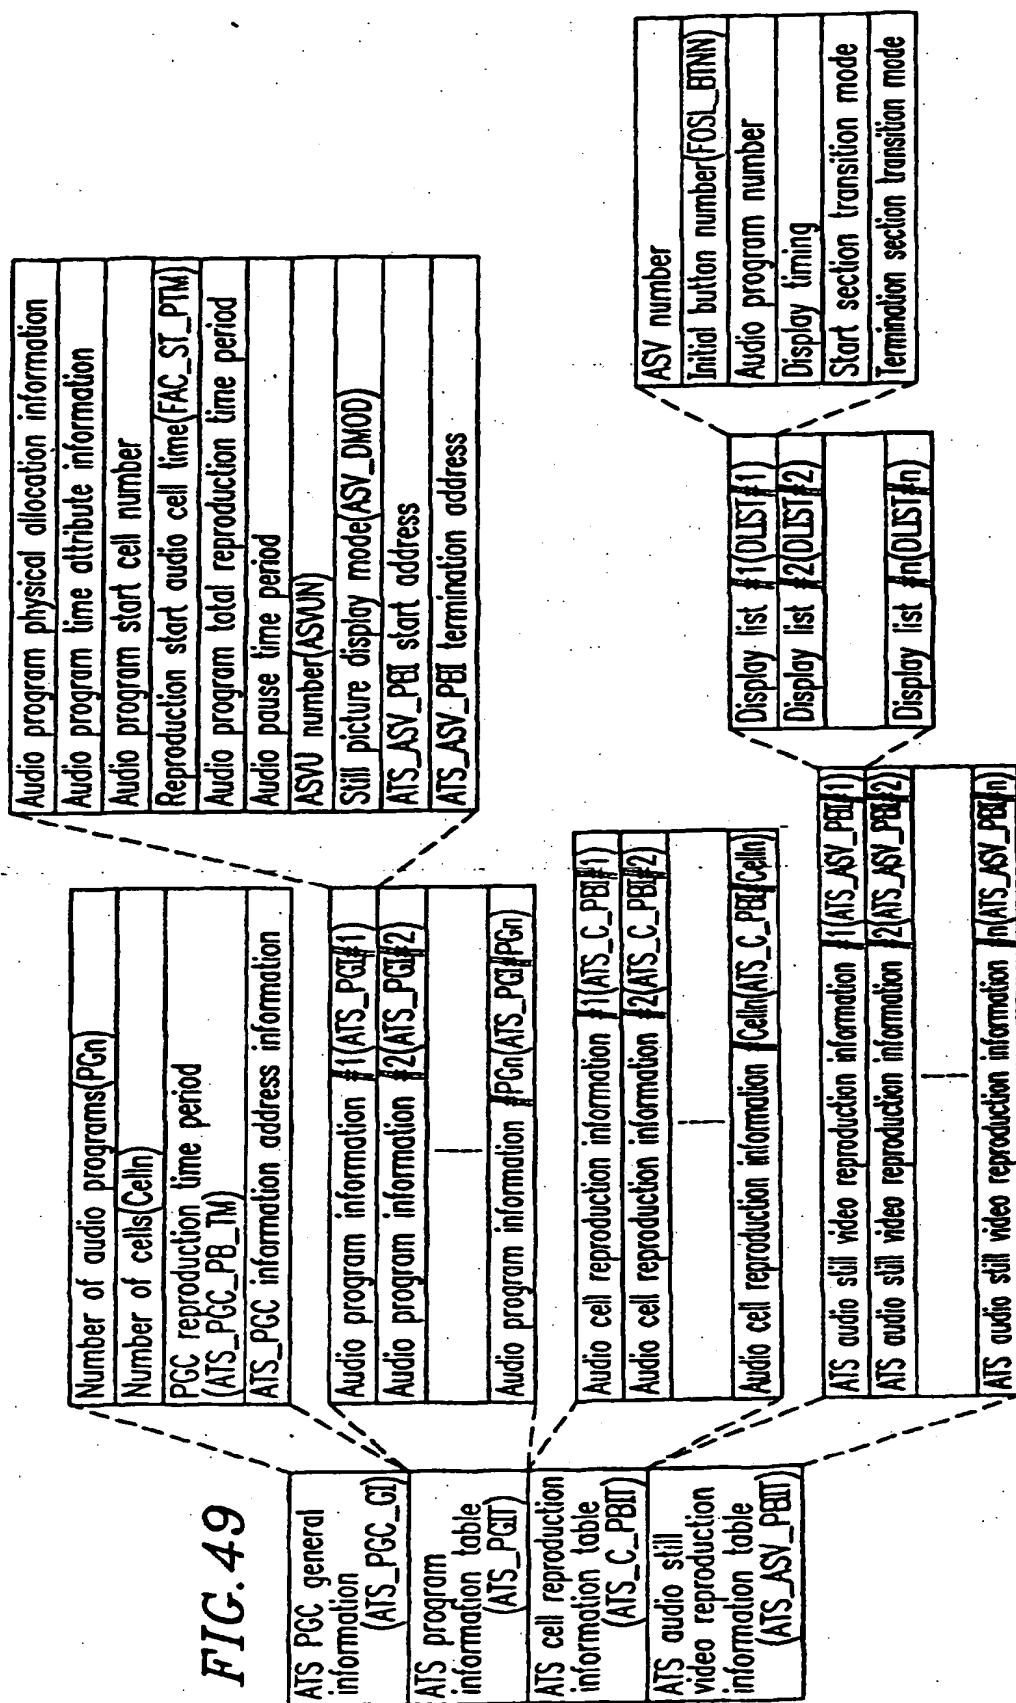 FIG.49
ATS PGC general
information
(ATS_PGC_GI)
ATS program
information table
(ATS_PGIT)
ATS cell reproduction
information table
(ATS_C_PBIT)
ATS audio still
video reproduction
information table
(ATS_ASV_PBIT)
Number of audio programs(PGn)
Number of cells(Celln)
PGC reproduction time period
(ATS_PGC_PB_TM)
ATS_PGC information address information
Audio program information #1(ATS_PGI#1)
Audio program information #2(ATS_PGI#2)
Audio program information #PGn(ATS_PGI#PGn)
Audio cell reproduction information #1(ATS_C_PBI#1)
Audio cell reproduction information #2(ATS_C_PBI#2)
Audio cell reproduction information #Celln(ATS_C_PBI#Celln)
ATS audio still video reproduction information #1(ATS_ASV_PBI#1)
ATS audio still video reproduction information #2(ATS_ASV_PBI#2)
ATS audio still video reproduction information #n(ATS_ASV_PBI#n)
Audio program physical allocation information
Audio program time attribute information
Audio program start cell number
Reproduction start audio cell time(FAC_ST_PTM)
Audio program total reproduction time period
Audio pause time period
ASVU number(ASVUN)
Still picture display mode(ASV_DMOD)
ATS_ASV_PBI start address
ATS_ASV_PBI termination address
Display list #1(DLIST#1)
Display list #2(DLIST#2)
Display list #n(DLIST#n)
ASV number
Initial button number(FOSL_BTNN)
Audio program number
Display timing
Start section transition mode
Termination section transition mode